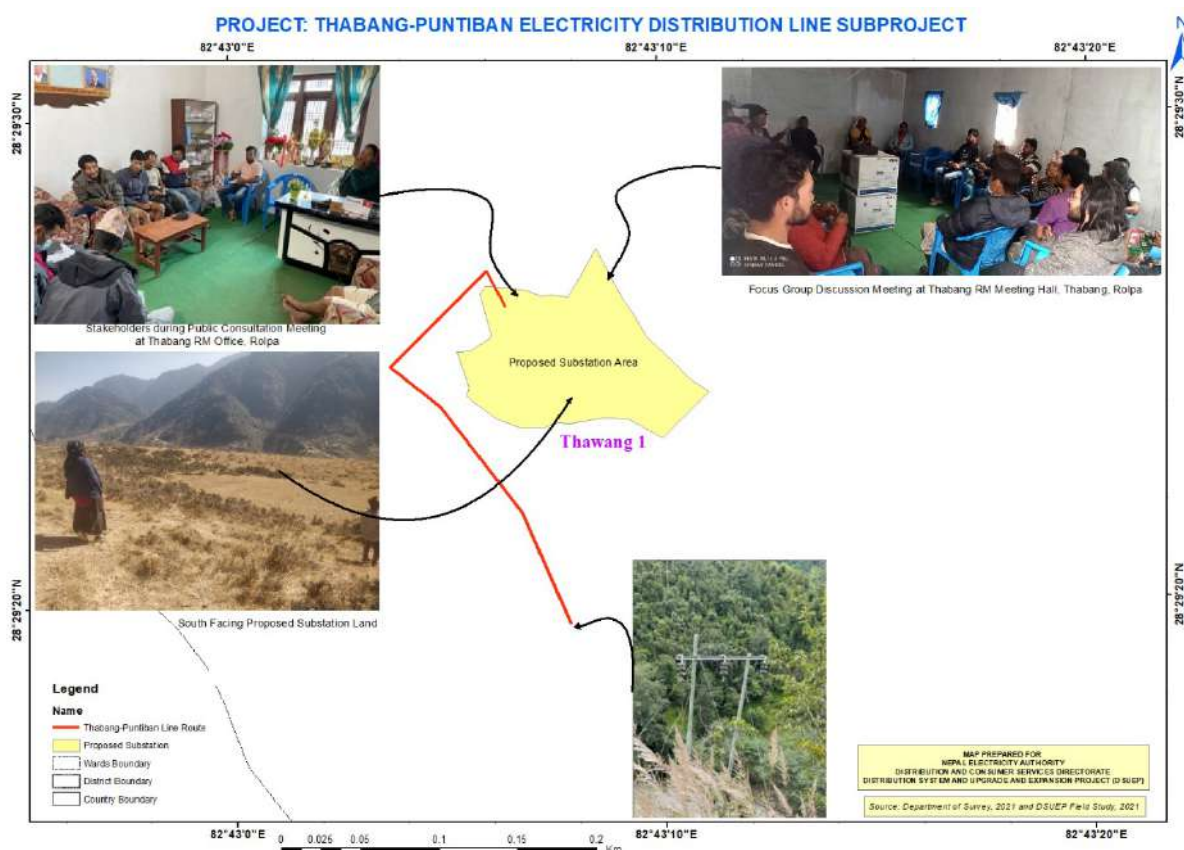 PROJECT: THABANG-PUNTIBAN ELECTRICITY DISTRIBUTION LINE SUBPROJECT
N
82°43'0"E
82°43'10"E
82°43'20"E
28°29'30"N
28°29'30"N
Stakeholders during Public Consultation Meeting
at Thabang RM Office, Rolpa
Focus Group Discussion Meeting at Thabang RM Meeting Hall, Thabang, Rolpa
Proposed Substation Area
Thawang 1
South Facing Proposed Substation Land
28°29'20"N
28°29'20"N
Legend
Name
Thabang-Puntiban Line Route
Proposed Substation
Wards Boundary
District Boundary
Country Boundary
MAP PREPARED FOR
NEPAL ELECTRICITY AUTHORITY
DISTRIBUTION AND CONSUMER SERVICES DIRECTORATE
DISTRIBUTION SYSTEM AND UPGRADE AND EXPANSION PROJECT (DSUEP)
Source: Department of Survey, 2021 and DSUEP Field Study, 2021
82°43'0"E
82°43'10"E
82°43'20"E
0 0.025 0.05 0.1 0.15 0.2
Km